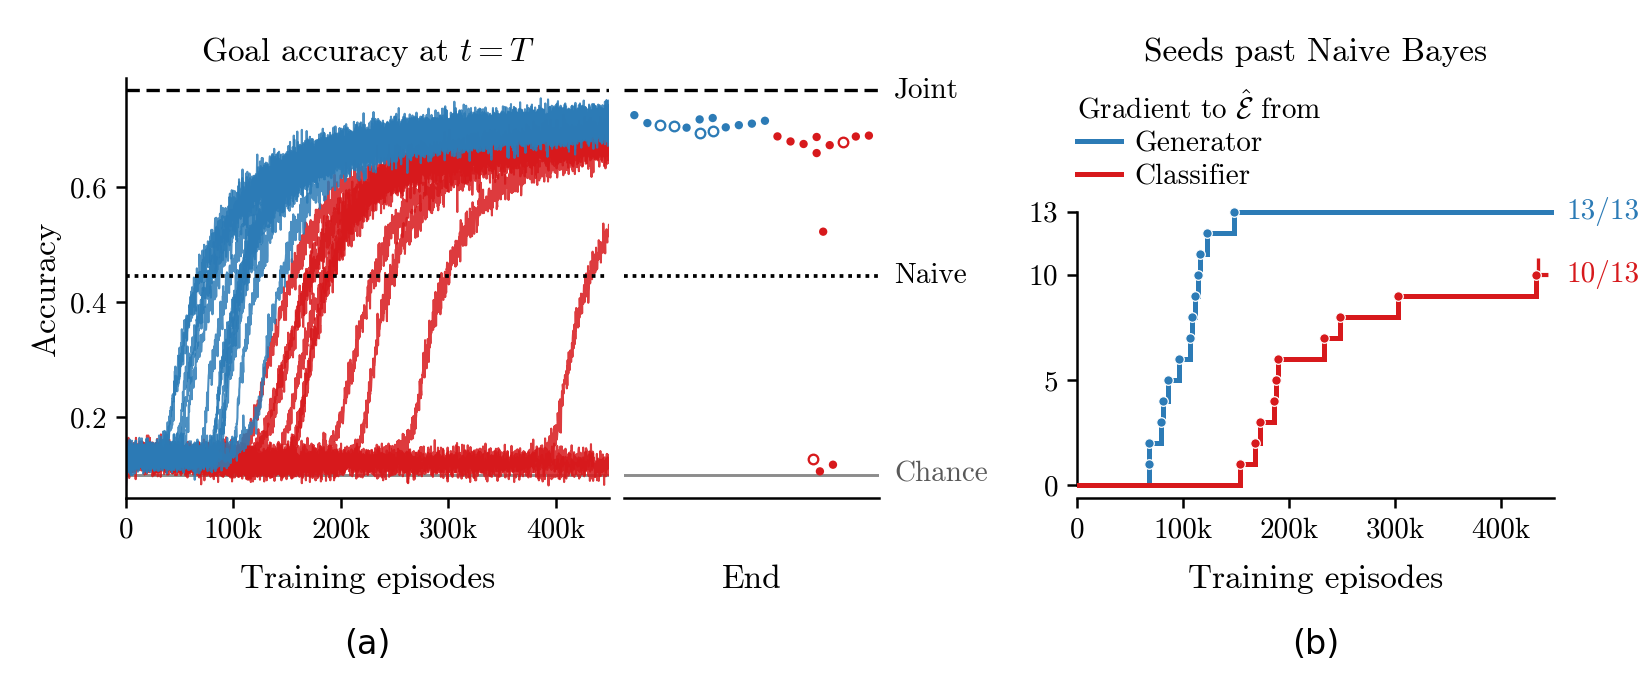 Goal accuracy at t = T
Accuracy
0.6
0.4
0.2
0
100k
200k
300k
400k
Training episodes
End
Joint
Naive
Chance
(a)
Seeds past Naive Bayes
Gradient to ℰ̂ from
Generator
Classifier
13
10
5
0
13/13
10/13
0
100k
200k
300k
400k
Training episodes
(b)